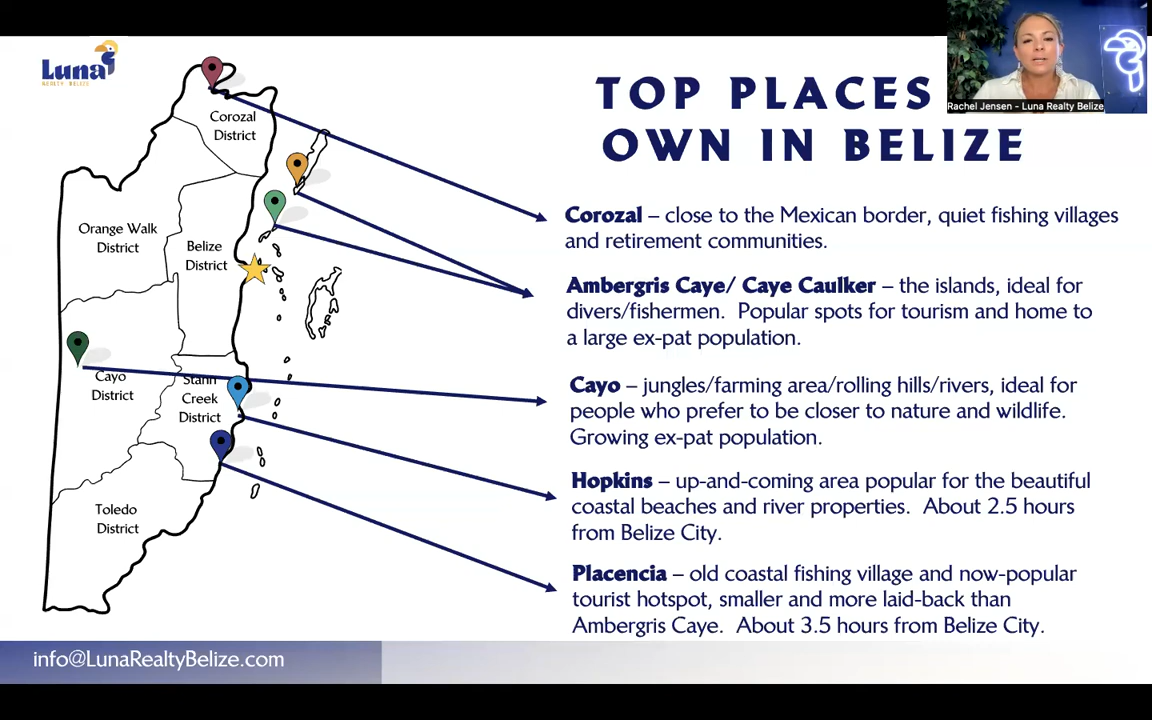 Luna
REALTY BELIZE
TOP PLACES
OWN IN BELIZE
Rachel Jensen - Luna Realty Belize
Corozal
District
Orange Walk
District
Belize
District
Cayo
District
Stann
Creek
District
Toledo
District
Corozal – close to the Mexican border, quiet fishing villages
and retirement communities.
Ambergris Caye/ Caye Caulker – the islands, ideal for
divers/fishermen. Popular spots for tourism and home to
a large ex-pat population.
Cayo – jungles/farming area/rolling hills/rivers, ideal for
people who prefer to be closer to nature and wildlife.
Growing ex-pat population.
Hopkins – up-and-coming area popular for the beautiful
coastal beaches and river properties. About 2.5 hours
from Belize City.
Placencia – old coastal fishing village and now-popular
tourist hotspot, smaller and more laid-back than
Ambergris Caye. About 3.5 hours from Belize City.
info@LunaRealtyBelize.com